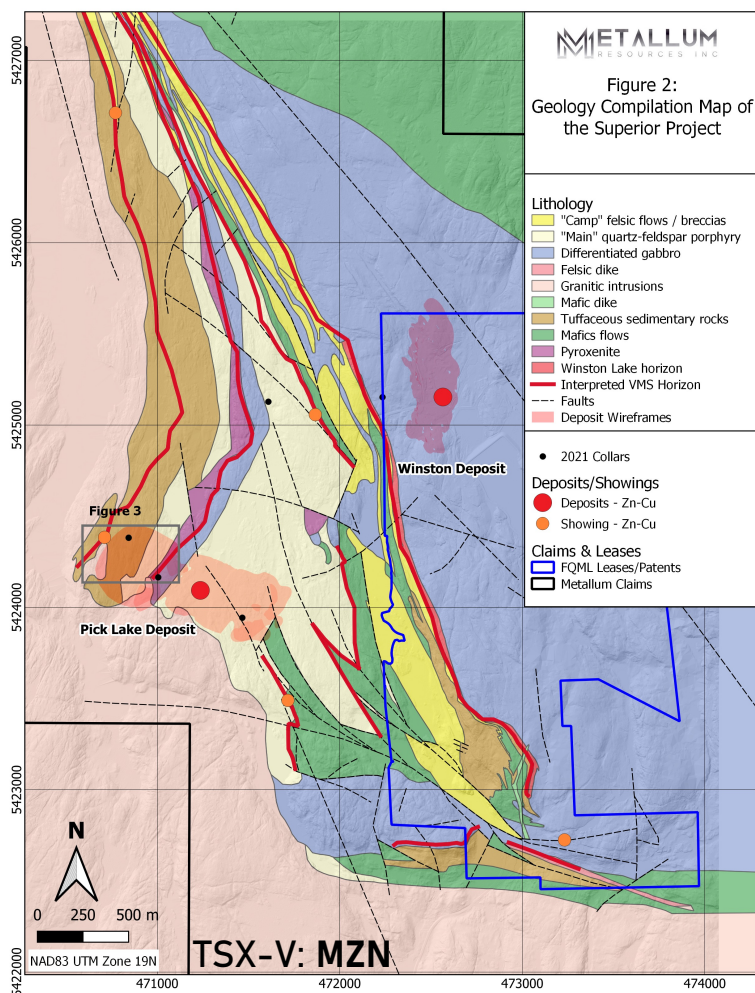 METALLUM
RESOURCES INC
Figure 2:
Geology Compilation Map of
the Superior Project
Lithology
"Camp" felsic flows / breccias
"Main" quartz-feldspar porphyry
Differentiated gabbro
Felsic dike
Granitic intrusions
Mafic dike
Tuffaceous sedimentary rocks
Mafics flows
Pyroxenite
Winston Lake horizon
Interpreted VMS Horizon
Faults
Deposit Wireframes
2021 Collars
Deposits/Showings
Deposits - Zn-Cu
Showing - Zn-Cu
Claims & Leases
FQML Leases/Patents
Metallum Claims
5427000
5426000
5425000
5424000
5423000
5422000
Winston Deposit
Figure 3
Pick Lake Deposit
N
0 250 500 m
NAD83 UTM Zone 19N
TSX-V: MZN
471000 472000 473000 474000